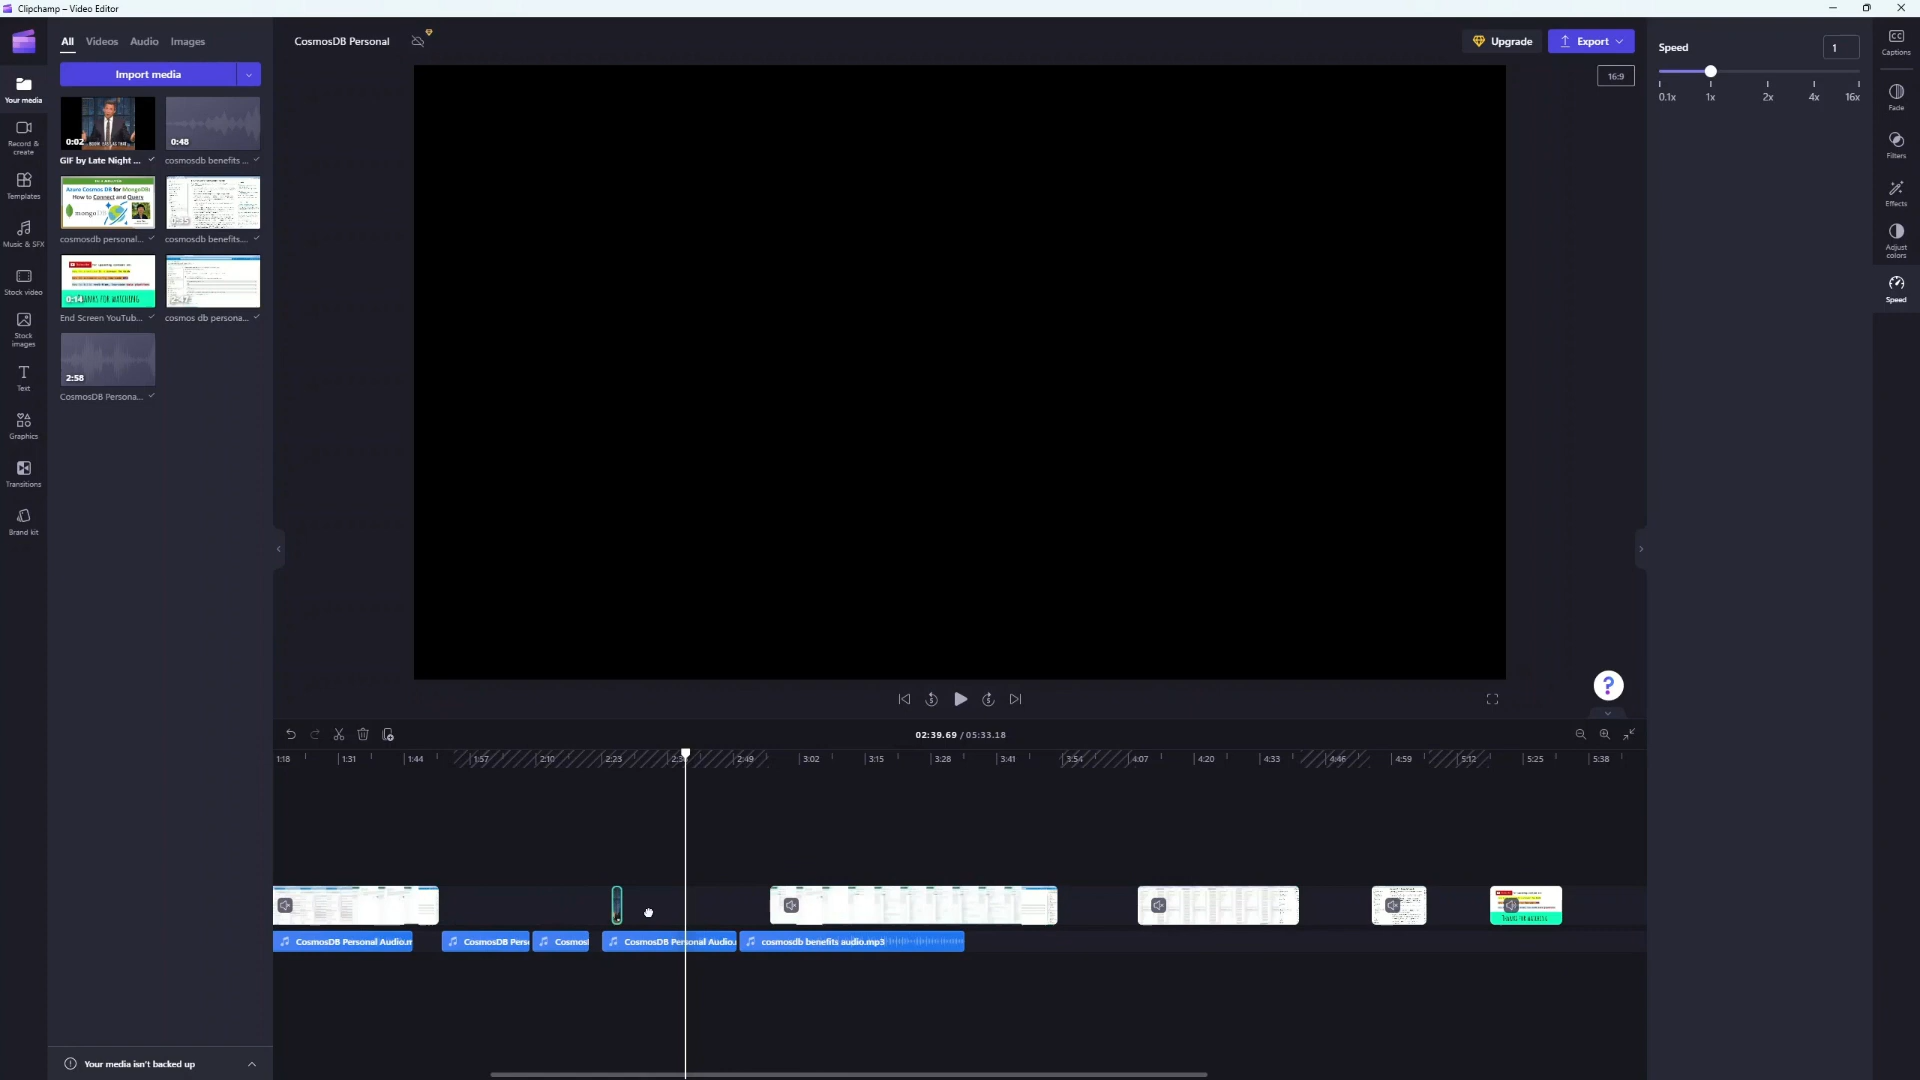 Clipchamp – Video Editor
All Videos Audio Images
Import media
0:02
GIF by Late Night ...
0:48
cosmosdb benefits ...
Azure Cosmos DB for MongoDB:
How to Connect and Query
mongoDB
cosmosdb personal...
cosmosdb benefits...
0:14
THANKS FOR WATCHING
End Screen YouTub...
cosmos db persona...
2:58
CosmosDB Persona...
Your media
Record & create
Templates
Music & SFX
Stock video
Stock images
Text
Graphics
Transitions
Brand kit
Your media isn't backed up
CosmosDB Personal
Upgrade
Export
16:9
Speed
1
0.1x 1x 2x 4x 16x
CC
Captions
Fade
Filters
Effects
Adjust colors
Speed
5 5
?
02:39.69 / 05:33.18
1:18 1:31 1:44 1:57 2:10 2:23 2:49 3:02 3:15 3:28 3:41 3:54 4:07 4:20 4:33 4:46 4:59 5:12 5:25 5:38
CosmosDB Personal Audio.m
CosmosDB Pers
Cosmos
CosmosDB Personal Audio.
cosmosdb benefits audio.mp3